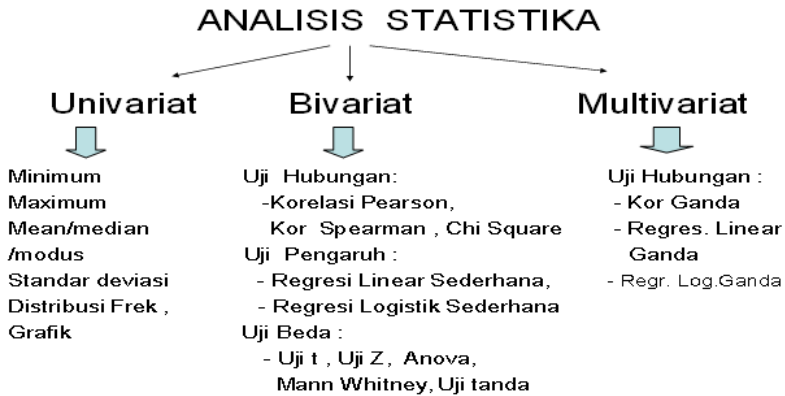 ANALISIS STATISTIKA
Univariat
Minimum
Maximum
Mean/median
/modus
Standar deviasi
Distribusi Frek ,
Grafik
Bivariat
Uji Hubungan:
-Korelasi Pearson,
Kor Spearman , Chi Square
Uji Pengaruh :
- Regresi Linear Sederhana,
- Regresi Logistik Sederhana
Uji Beda :
- Uji t , Uji Z, Anova,
Mann Whitney, Uji tanda
Multivariat
Uji Hubungan :
- Kor Ganda
- Regres. Linear
Ganda
- Regr. Log.Ganda